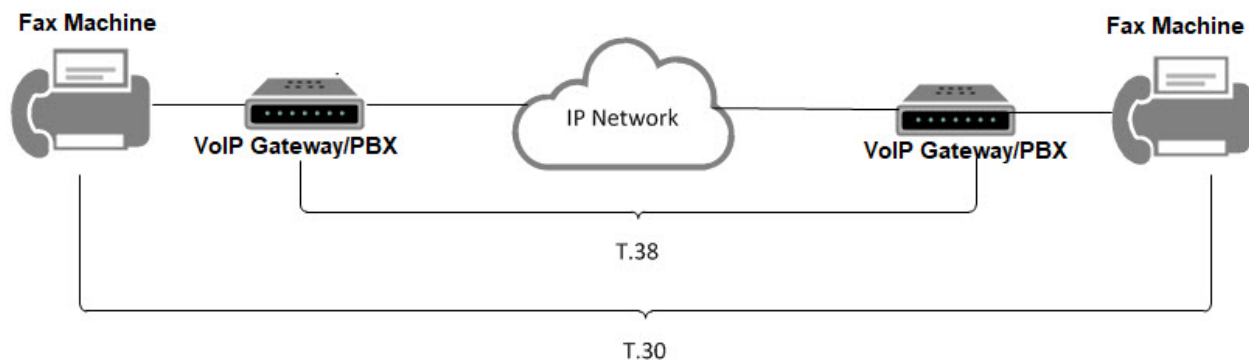 Fax Machine
Fax Machine
IP Network
VoIP Gateway/PBX
VoIP Gateway/PBX
T.38
T.30